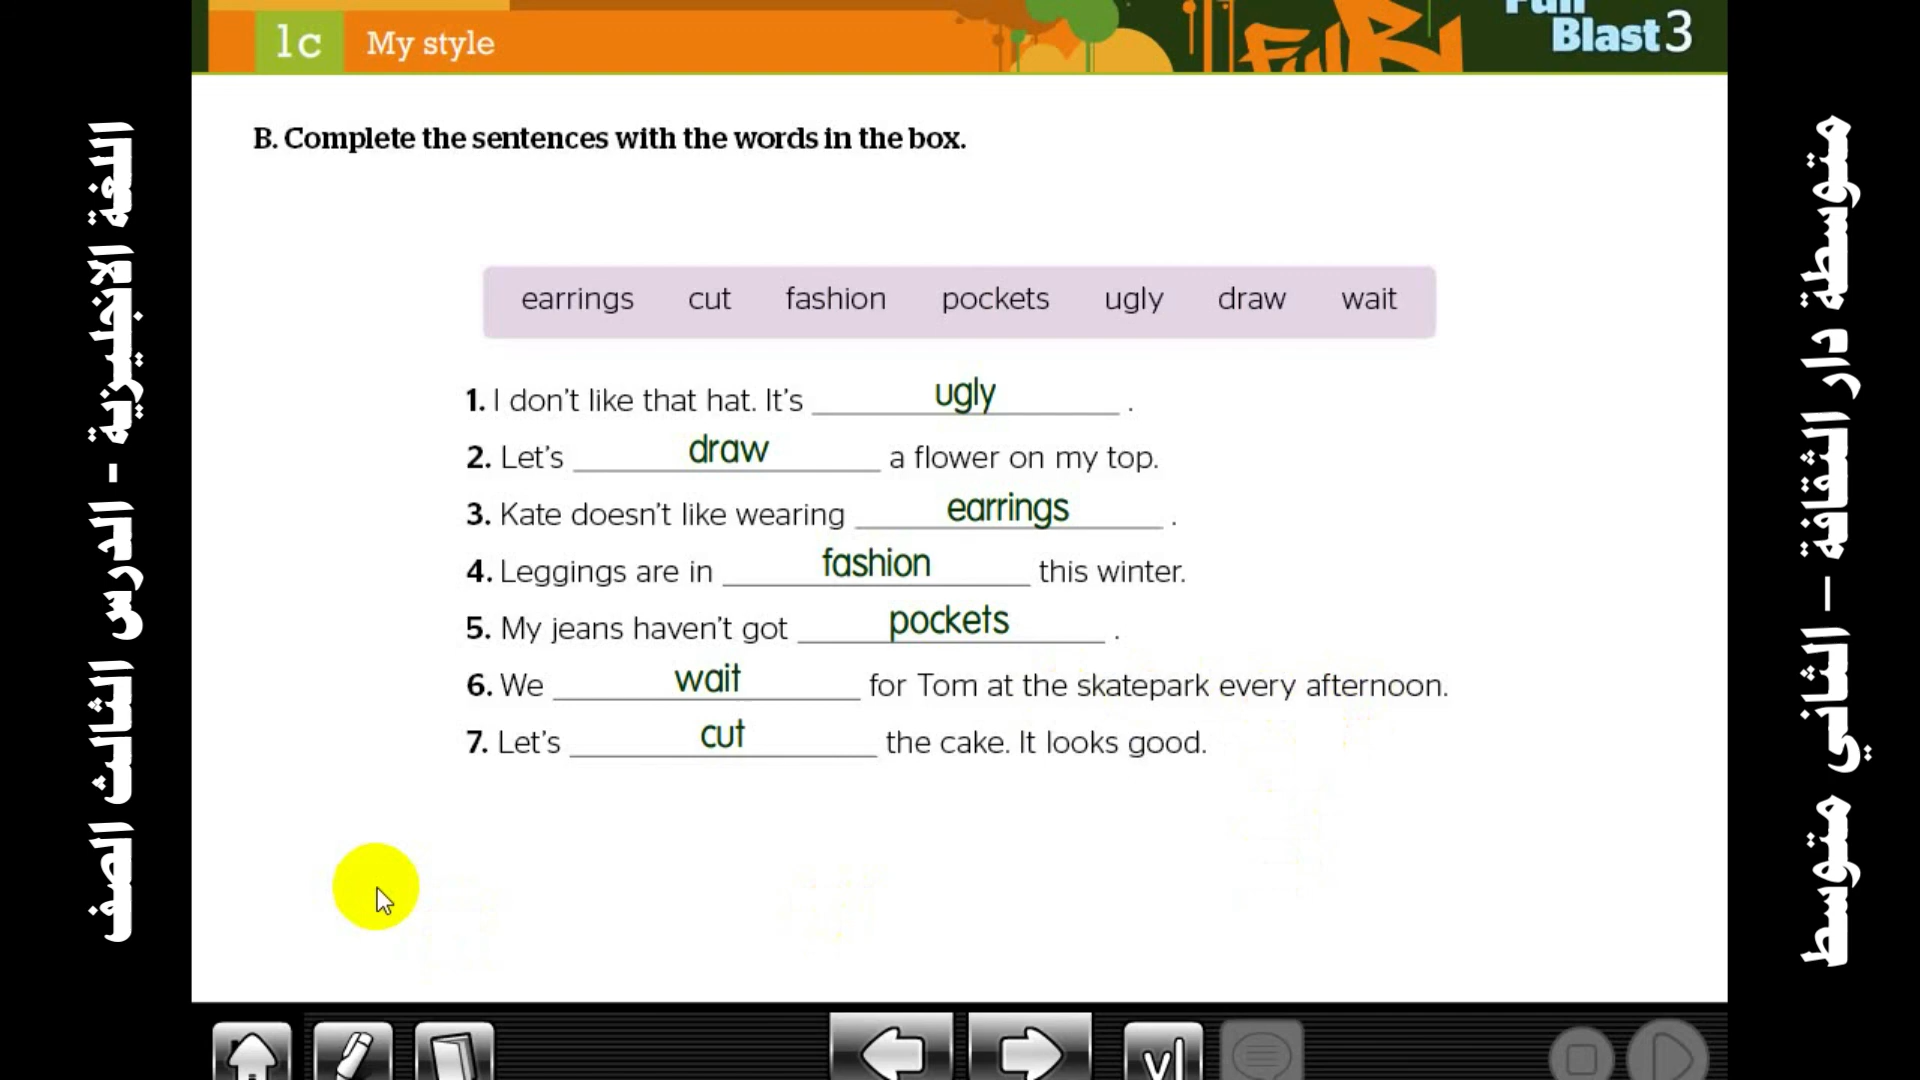 1c My style
Full
Blast 3
B. Complete the sentences with the words in the box.
earrings cut fashion pockets ugly draw wait
1. I don't like that hat. It's ugly .
2. Let's draw a flower on my top.
3. Kate doesn't like wearing earrings .
4. Leggings are in fashion this winter.
5. My jeans haven't got pockets .
6. We wait for Tom at the skatepark every afternoon.
7. Let's cut the cake. It looks good.
اللغة الانجليزية - الدرس الثالث الصف
متوسطة دار الثقافة – الثاني متوسط